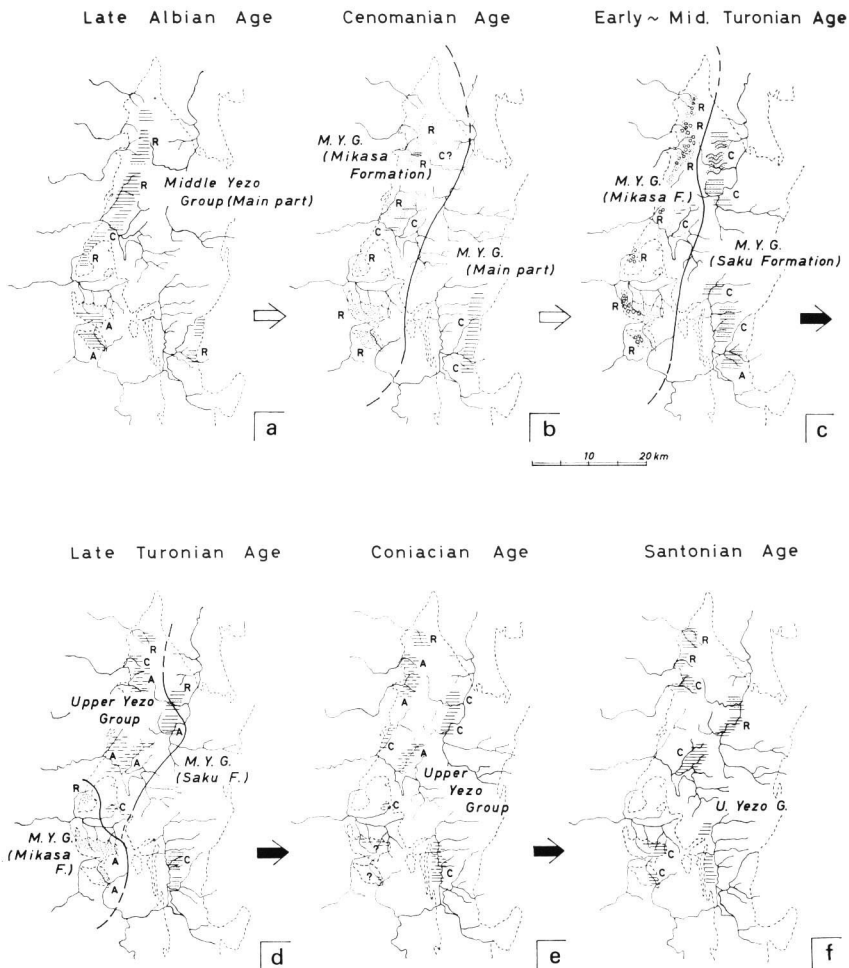 Late Albian Age
R
R
Middle Yezo
Group (Main part)
C
R
A
A
R
a
Cenomanian Age
M. Y. G.
(Mikasa
Formation)
R
R
C?
R
C
R
M. Y. G.
(Main part)
R
C
R
C
b
Early ~ Mid. Turonian Age
R
R
C
R
M. Y. G.
(Mikasa F.)
C
R
C
R
M. Y. G.
(Saku Formation)
C
R
C
R
A
c
10 20 km
Late Turonian Age
R
C
A
R
Upper Yezo
Group
A
A
A
M. Y. G.
(Saku F.)
R
C
M. Y. G.
(Mikasa
F.)
A
C
A
d
Coniacian Age
R
A
A
C
C
C
A
Upper
Yezo
Group
C
?
?
C
e
Santonian Age
R
R
C
R
C
U. Yezo G.
C
C
f